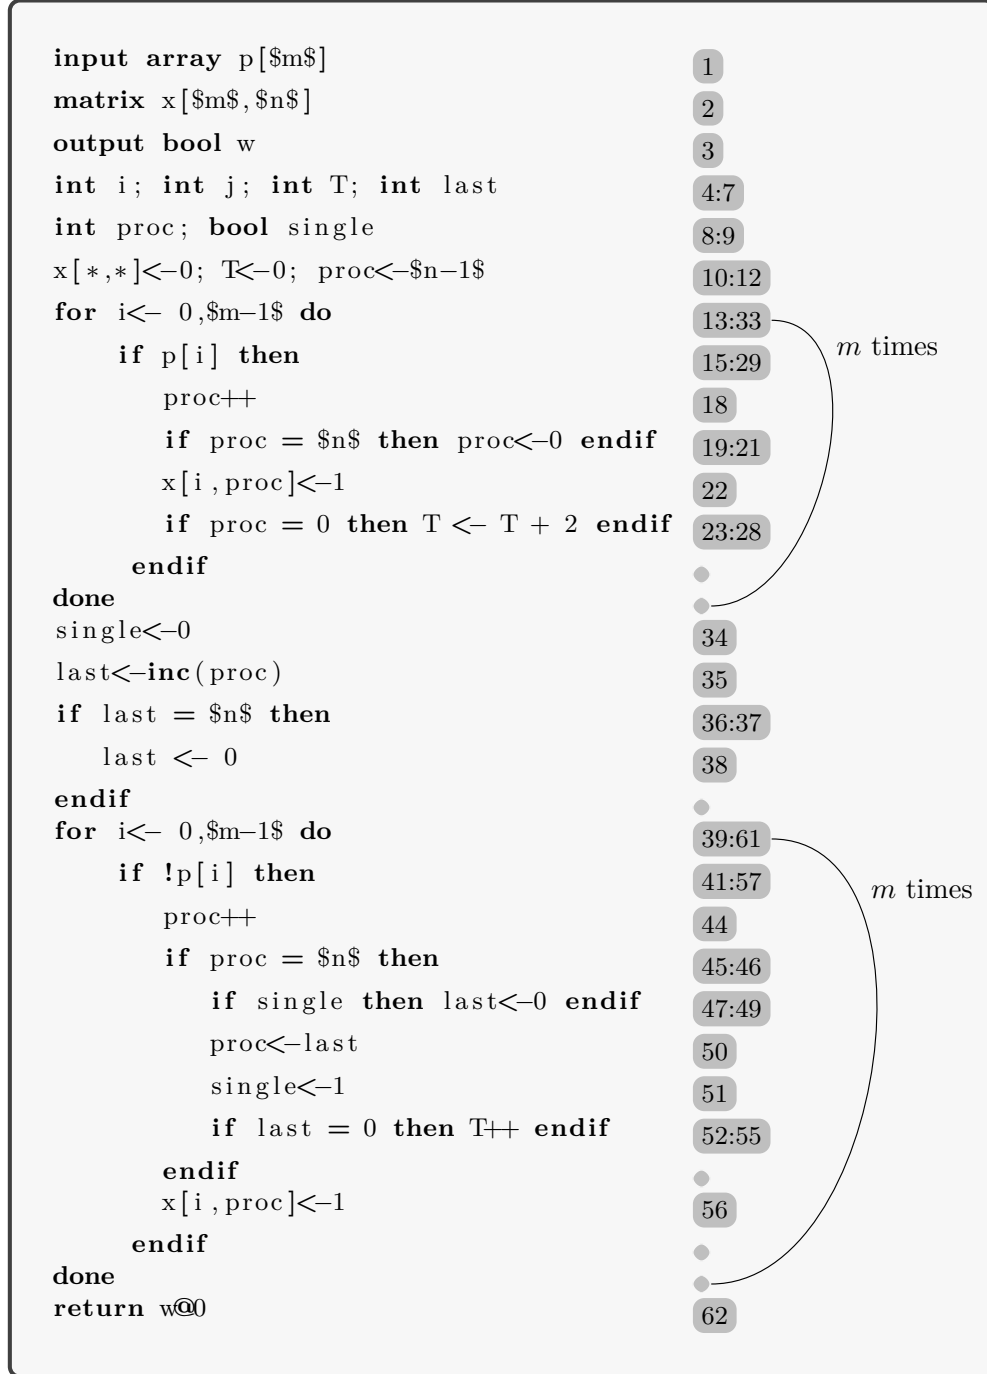 input array p[$m$] 1
matrix x[$m$,$n$] 2
output bool w 3
int i; int j; int T; int last 4:7
int proc; bool single 8:9
x[*,*]<-0; T<-0; proc<-$n-1$ 10:12
for i<- 0,$m-1$ do 13:33
m times
if p[i] then 15:29
proc++ 18
if proc = $n$ then proc<-0 endif 19:21
x[i,proc]<-1 22
if proc = 0 then T <- T + 2 endif 23:28
endif
done
single<-0 34
last<-inc(proc) 35
if last = $n$ then 36:37
last <- 0 38
endif
for i<- 0,$m-1$ do 39:61
if !p[i] then 41:57
m times
proc++ 44
if proc = $n$ then 45:46
if single then last<-0 endif 47:49
proc<-last 50
single<-1 51
if last = 0 then T++ endif 52:55
endif
x[i,proc]<-1 56
endif
done
return w@0 62